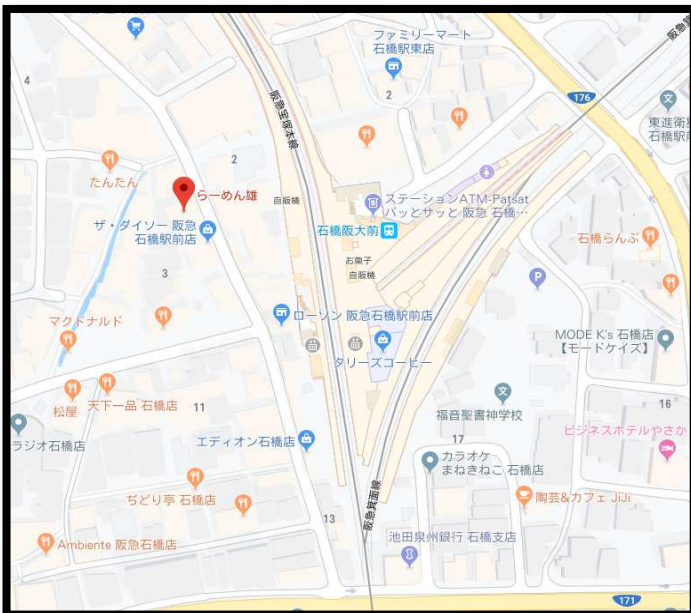 ファミリーマート
石橋駅東店
阪急箕
4
2
176
東進衛
石橋駅
阪急宝塚本線
たんたん
2
らーめん雄
自販機
ステーションATM-Patsat
パッとサッと 阪急 石橋…
ザ・ダイソー 阪急
石橋駅前店
石橋阪大前
石橋らんぷ
お菓子
自販機
3
P
マクドナルド
ローソン 阪急石橋駅前店
MODE K's 石橋店
【モードケイズ】
タリーズコーヒー
松屋
天下一品 石橋店
11
福音聖書神学校
16
ラジオ石橋店
エディオン石橋店
17
ビジネスホテルやさか
カラオケ
まねきねこ 石橋店
ぢどり亭 石橋店
陶芸&カフェ JiJi
阪急箕面線
13
Ambiente 阪急石橋店
池田泉州銀行 石橋支店
171